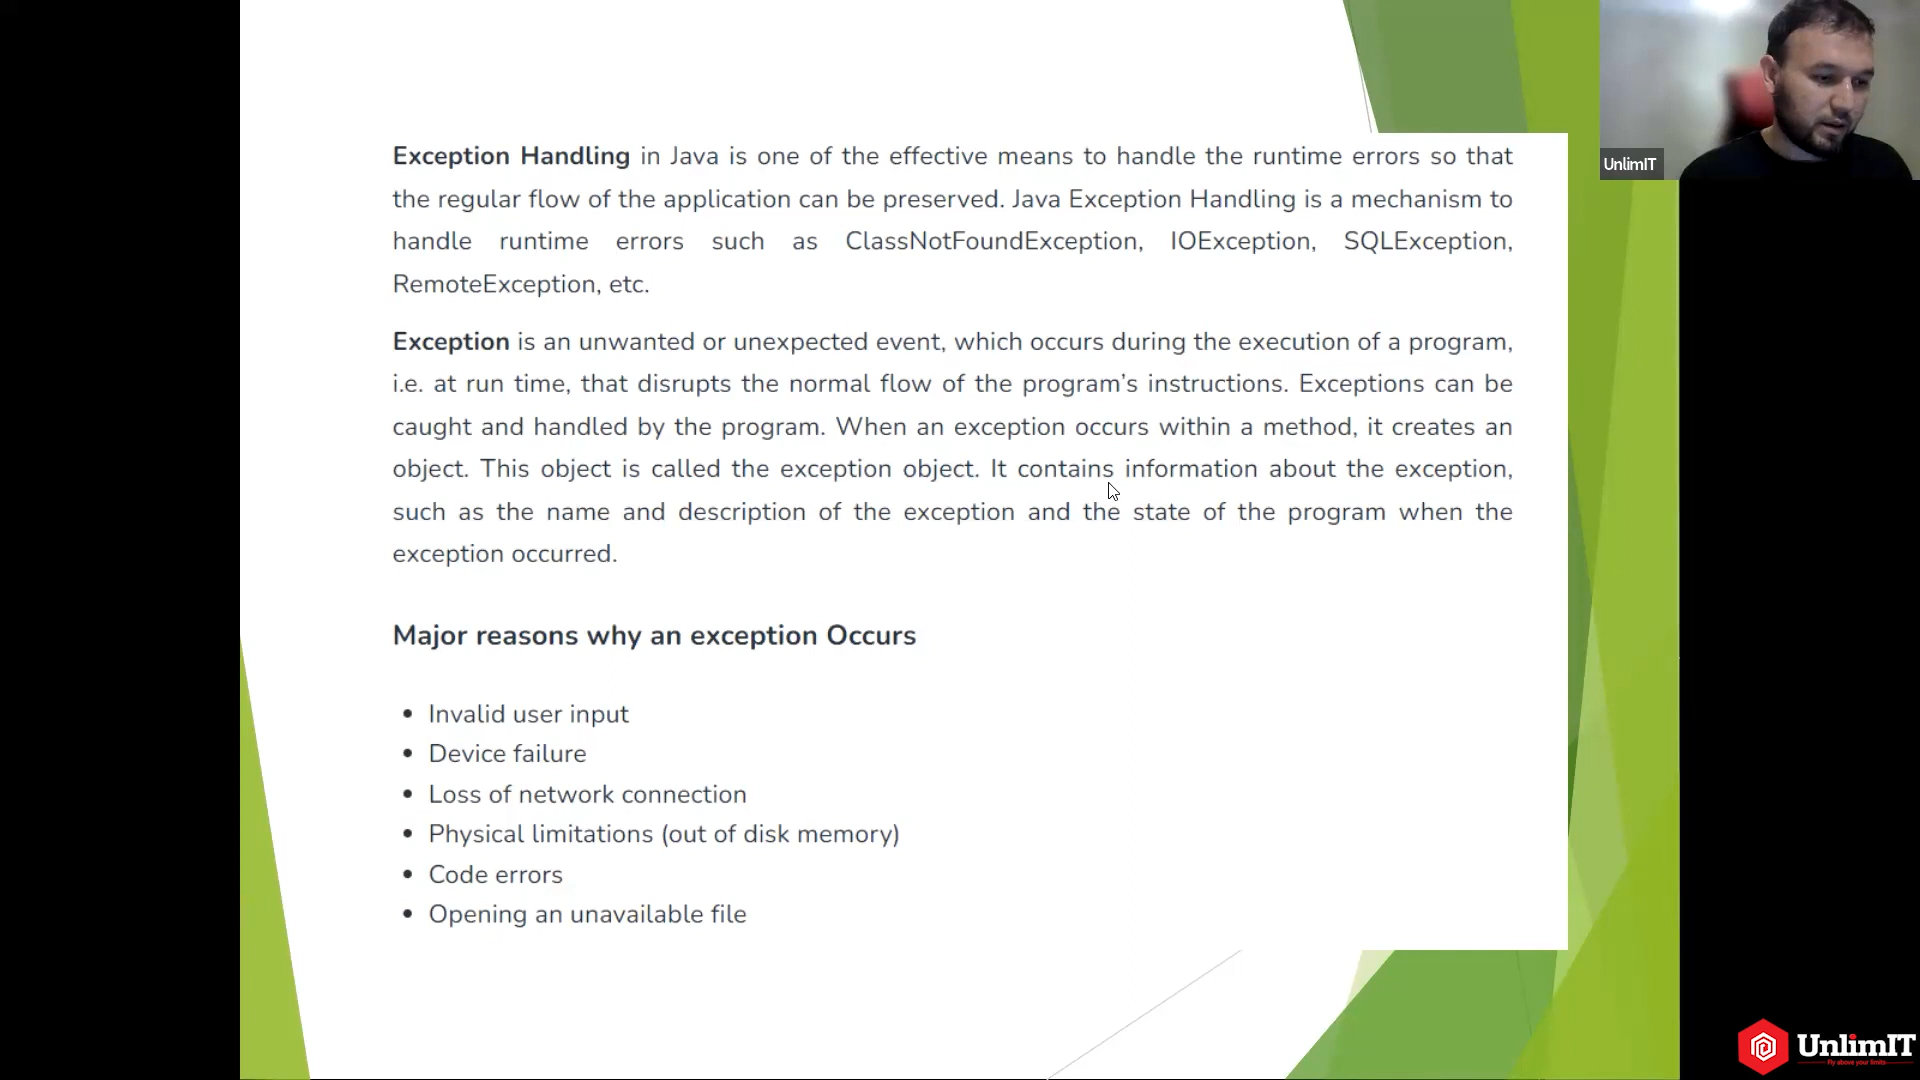 Exception Handling in Java is one of the effective means to handle the runtime errors so that
the regular flow of the application can be preserved. Java Exception Handling is a mechanism to
handle runtime errors such as ClassNotFoundException, IOException, SQLException,
RemoteException, etc.
Exception is an unwanted or unexpected event, which occurs during the execution of a program,
i.e. at run time, that disrupts the normal flow of the program’s instructions. Exceptions can be
caught and handled by the program. When an exception occurs within a method, it creates an
object. This object is called the exception object. It contains information about the exception,
such as the name and description of the exception and the state of the program when the
exception occurred.
Major reasons why an exception Occurs
• Invalid user input
• Device failure
• Loss of network connection
• Physical limitations (out of disk memory)
• Code errors
• Opening an unavailable file
UnlimIT
UnlimIT
Fly above your limits